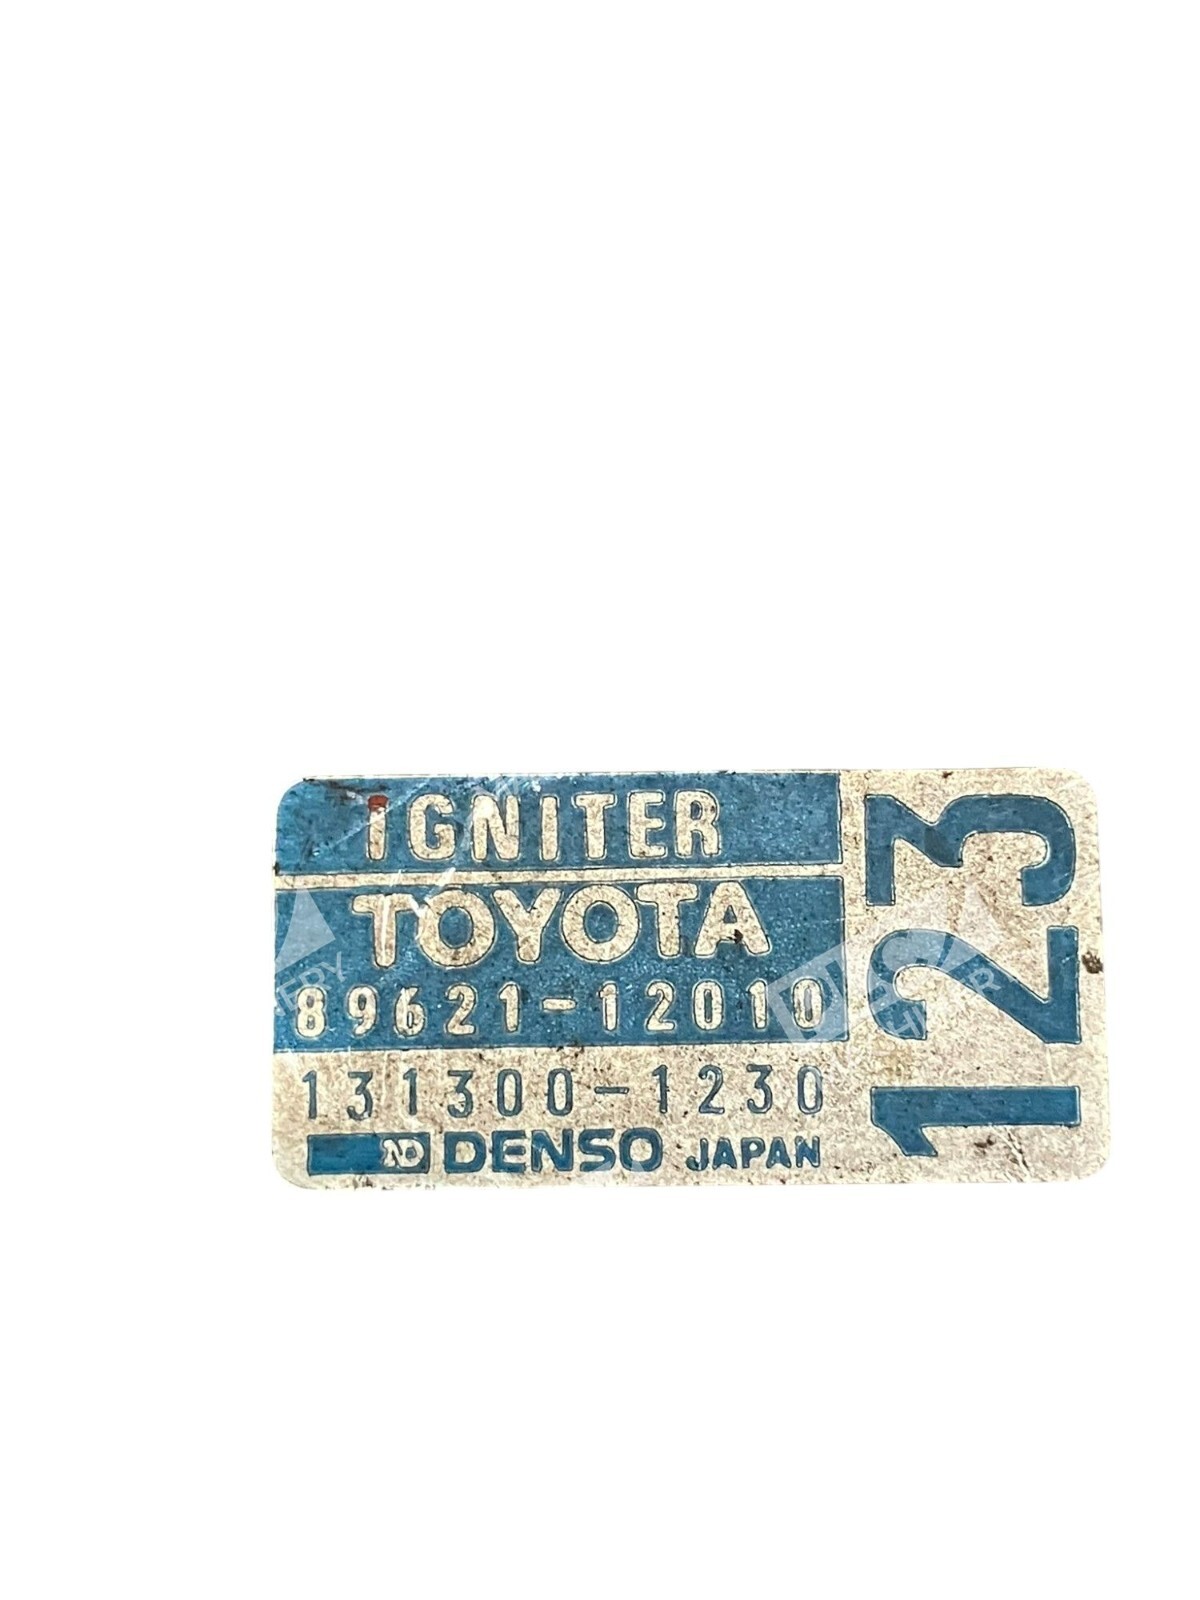 IGNITER
TOYOTA
89621-12010
131300-1230
ND DENSO JAPAN
123